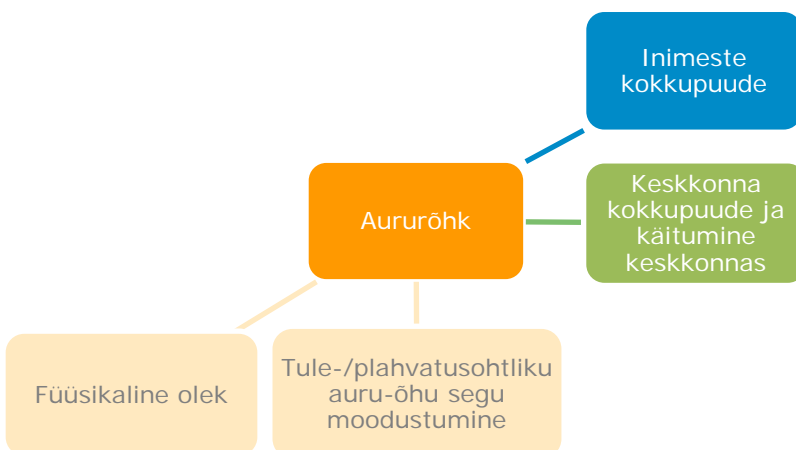 Inimeste
kokkupuude
Aururõhk
Keskkonna
kokkupuude ja
käitumine
keskkonnas
Füüsikaline olek
Tule-/plahvatusohtliku
auru-õhu segu
moodustumine